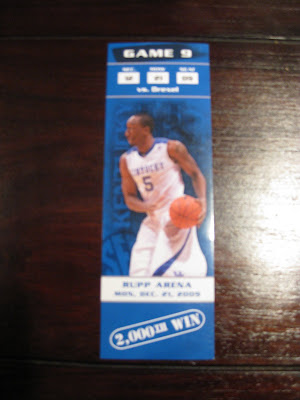 GAME 9
SEC. ROW SEAT
vs. Drexel
KENTUCKY
5
RUPP ARENA
MON, DEC. 21, 2009
2,000TH WIN